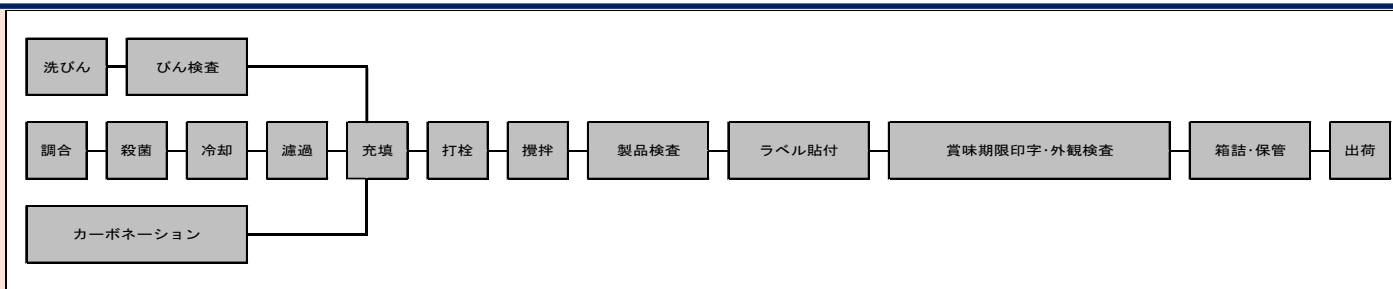 洗びん びん検査
調合 殺菌 冷却 濾過 充填 打栓 攪拌 製品検査 ラベル貼付 賞味期限印字・外観検査 箱詰・保管 出荷
カーボネーション